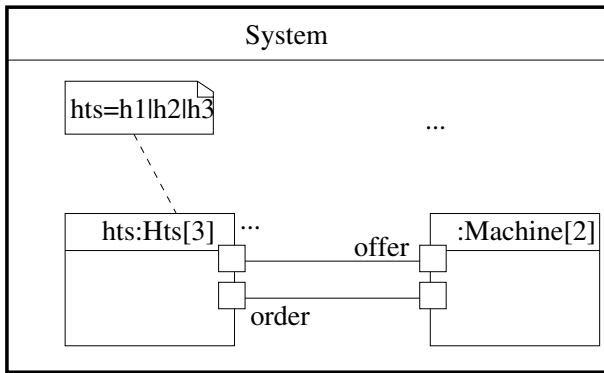 System
hts=h1|h2|h3
...
hts:Hts[3]
...
:Machine[2]
offer
order